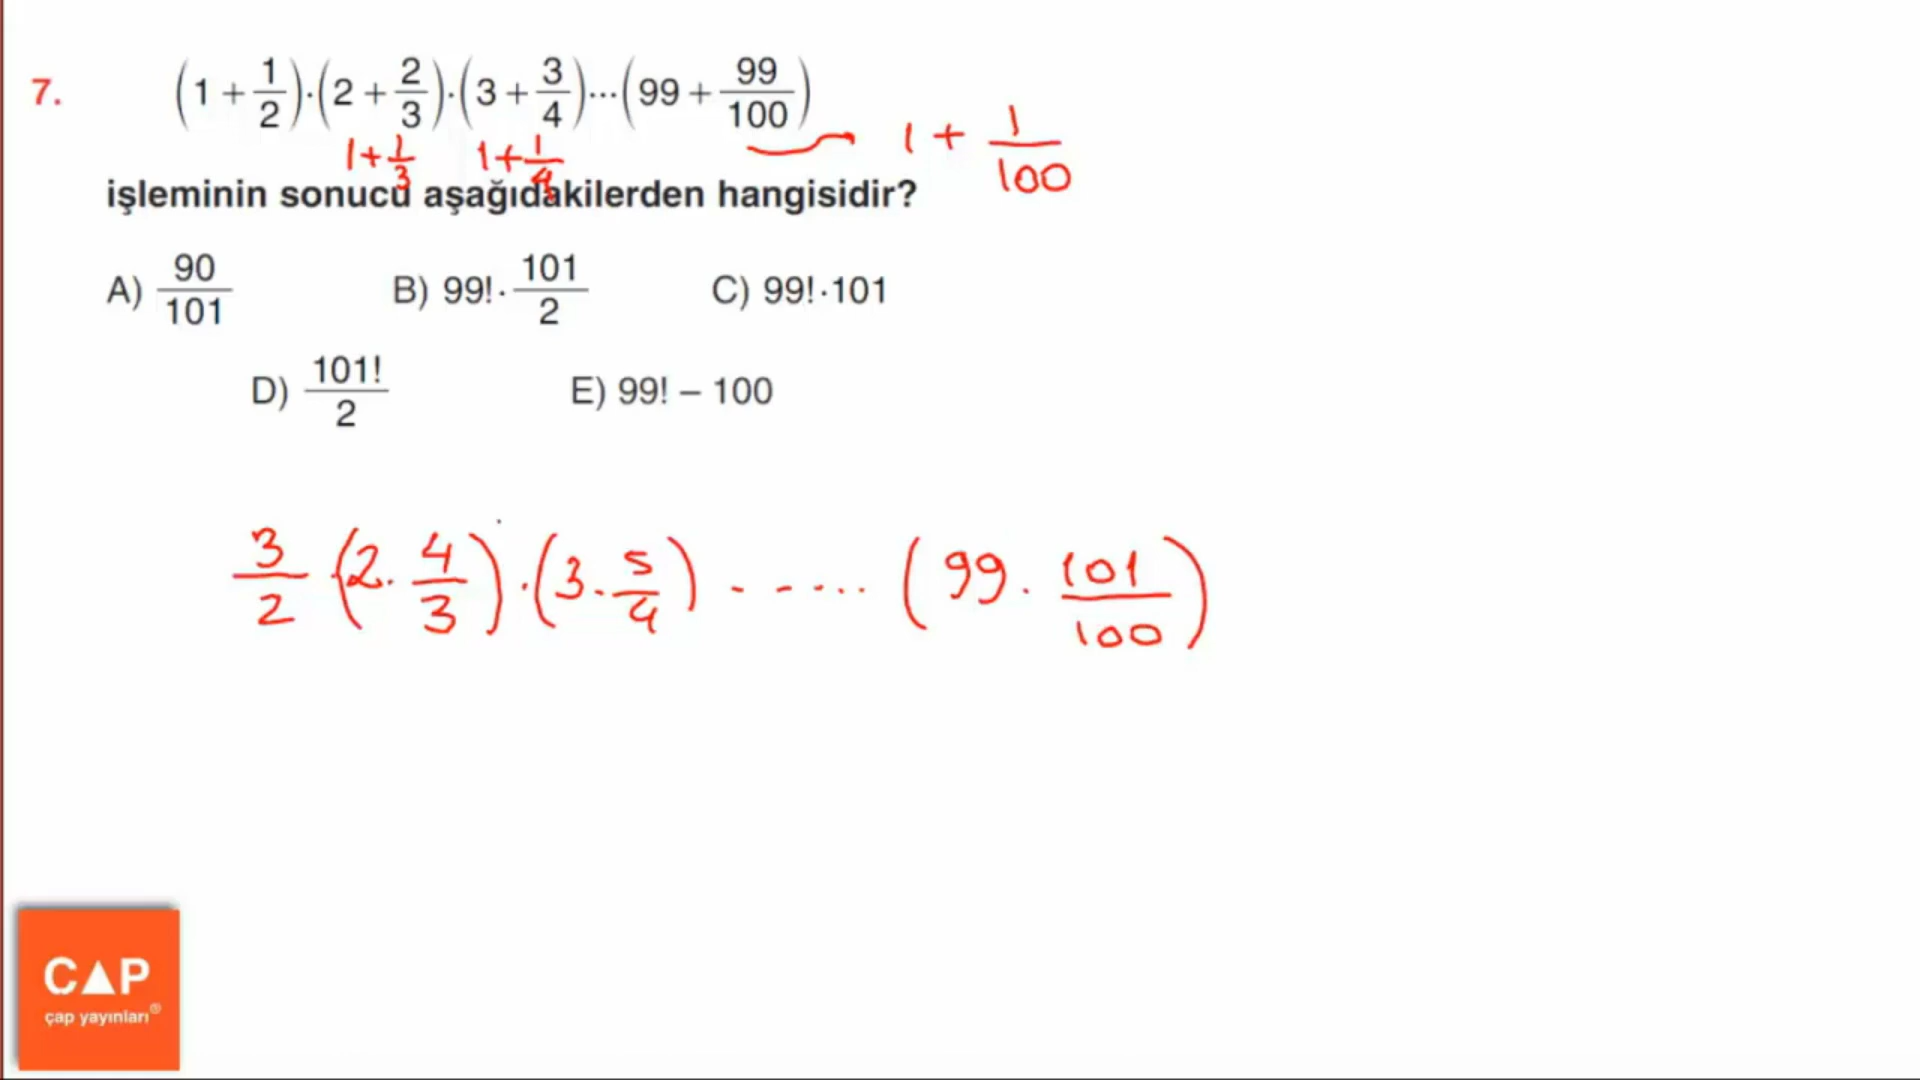 7. (1 + 1/2)·(2 + 2/3)·(3 + 3/4)···(99 + 99/100)
1 + 1/3 1 + 1/4 1 + 1/100
işleminin sonucu aşağıdakilerden hangisidir?
A) 90/101 B) 99!·101/2 C) 99!·101
D) 101!/2 E) 99! – 100
3/2 · (2 · 4/3) · (3 · 5/4) ...... (99 · 101/100)
CAP
çap yayınları®